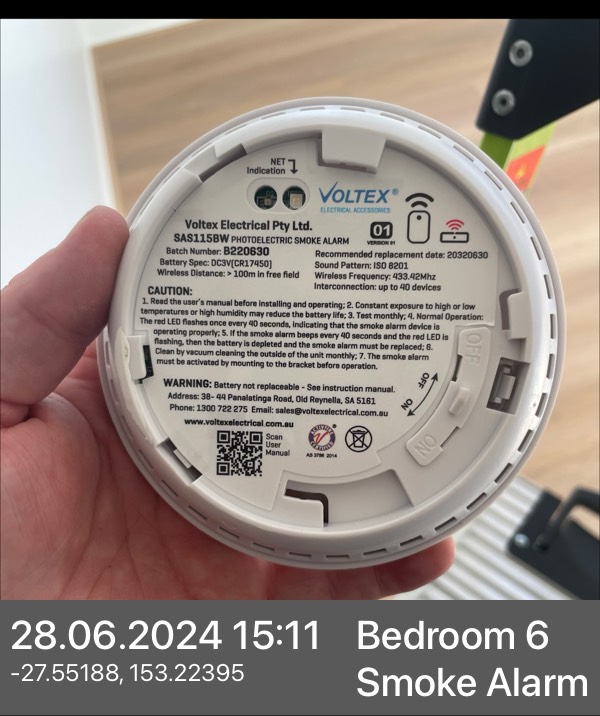 NET
Indication
VOLTEX®
ELECTRICAL ACCESSORIES
Voltex Electrical Pty Ltd.
SAS115BW PHOTOELECTRIC SMOKE ALARM
Batch Number: B220630
Battery Spec: DC3V(CR17450)
Wireless Distance: > 100m in free field
01
VERSION 01
Recommended replacement date: 20320630
Sound Pattern: ISO 8201
Wireless Frequency: 433.42Mhz
Interconnection: up to 40 devices
CAUTION:
1. Read the user's manual before installing and operating; 2. Constant exposure to high or low
temperatures or high humidity may reduce the battery life; 3. Test monthly; 4. Normal Operation:
The red LED flashes once every 40 seconds, indicating that the smoke alarm device is
operating properly; 5. If the smoke alarm beeps every 40 seconds and the red LED is
flashing, then the battery is depleted and the smoke alarm must be replaced; 6.
Clean by vacuum cleaning the outside of the unit monthly; 7. The smoke alarm
must be activated by mounting to the bracket before operation.
OFF
WARNING: Battery not replaceable - See instruction manual.
Address: 38- 44 Panalatinga Road, Old Reynella, SA 5161
Phone: 1300 722 275 Email: sales@voltexelectrical.com.au
www.voltexelectrical.com.au
OFF
ON
ON
Scan
User
Manual
AS 3786 2014
28.06.2024 15:11
-27.55188, 153.22395
Bedroom 6
Smoke Alarm